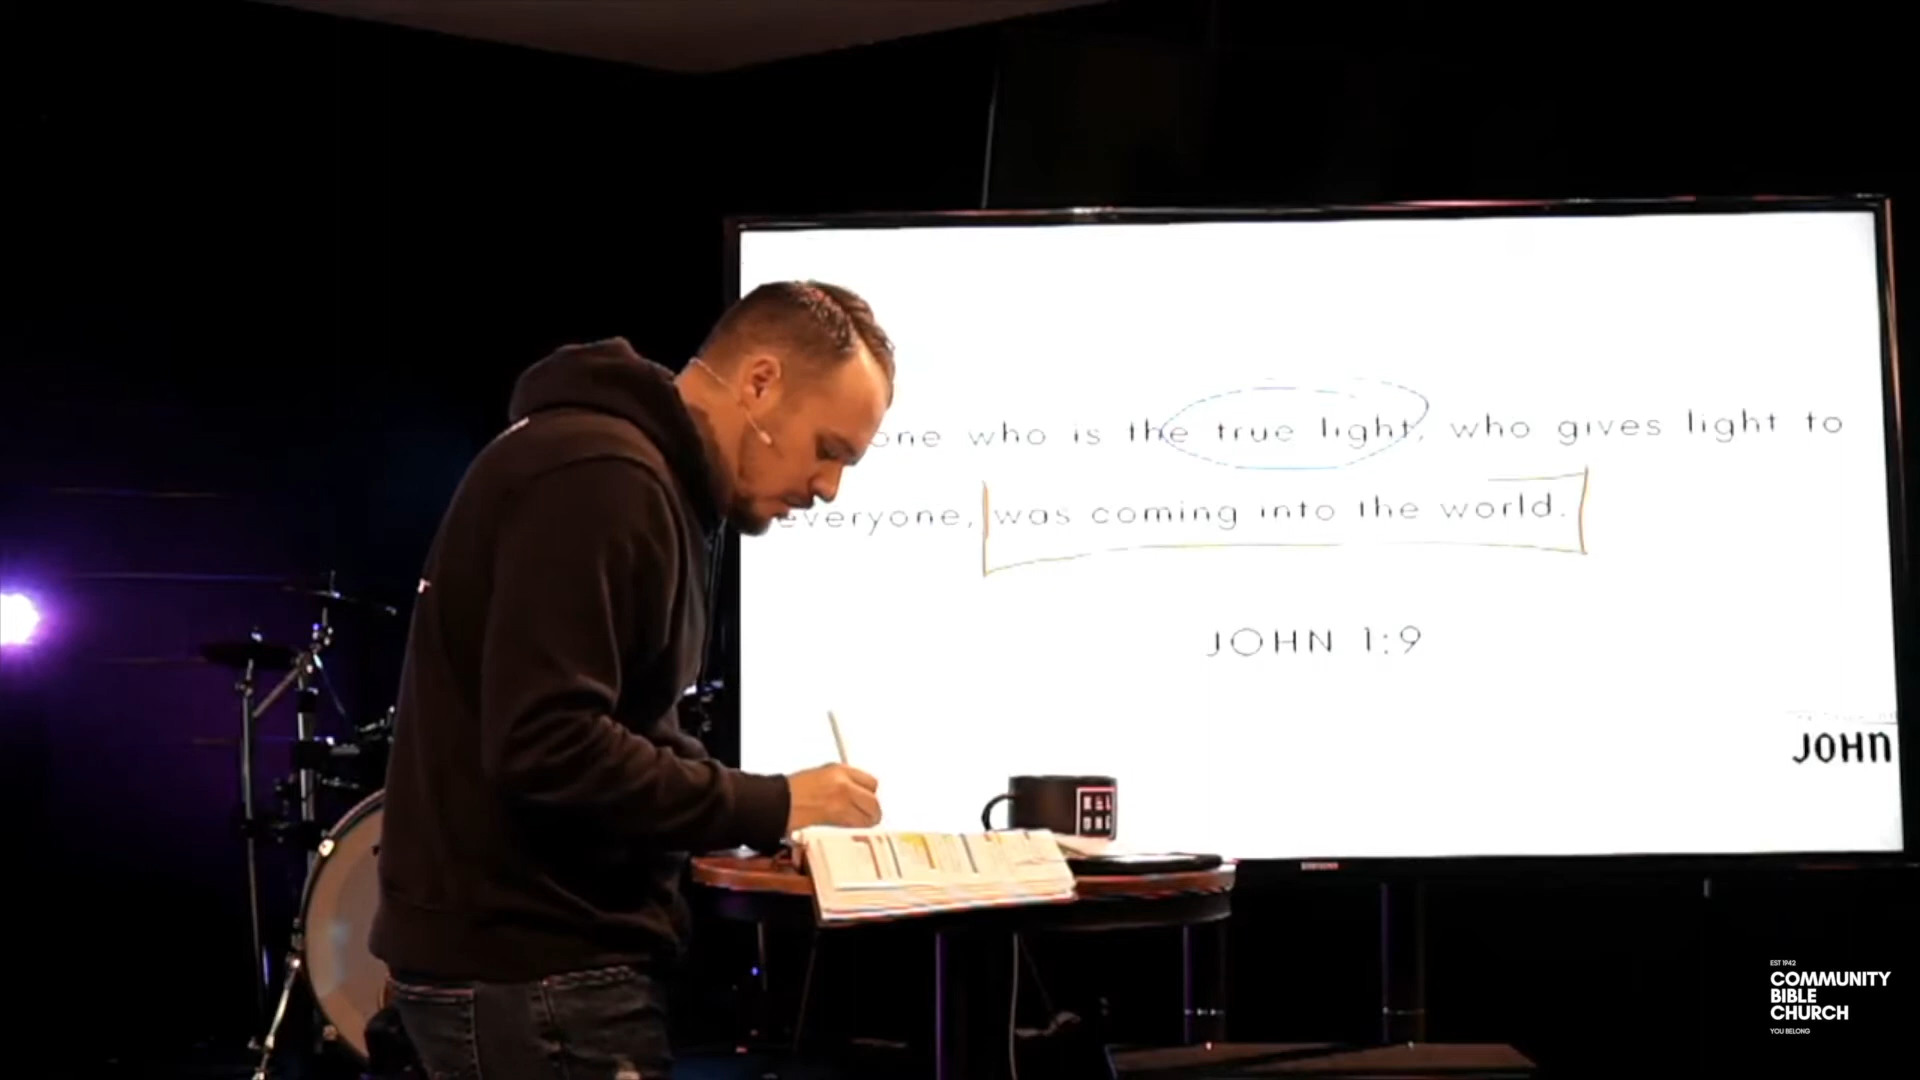 one who is the true light, who gives light to
everyone, was coming into the world.
JOHN 1:9
JOHN
EST 1942
COMMUNITY
BIBLE
CHURCH
YOU BELONG